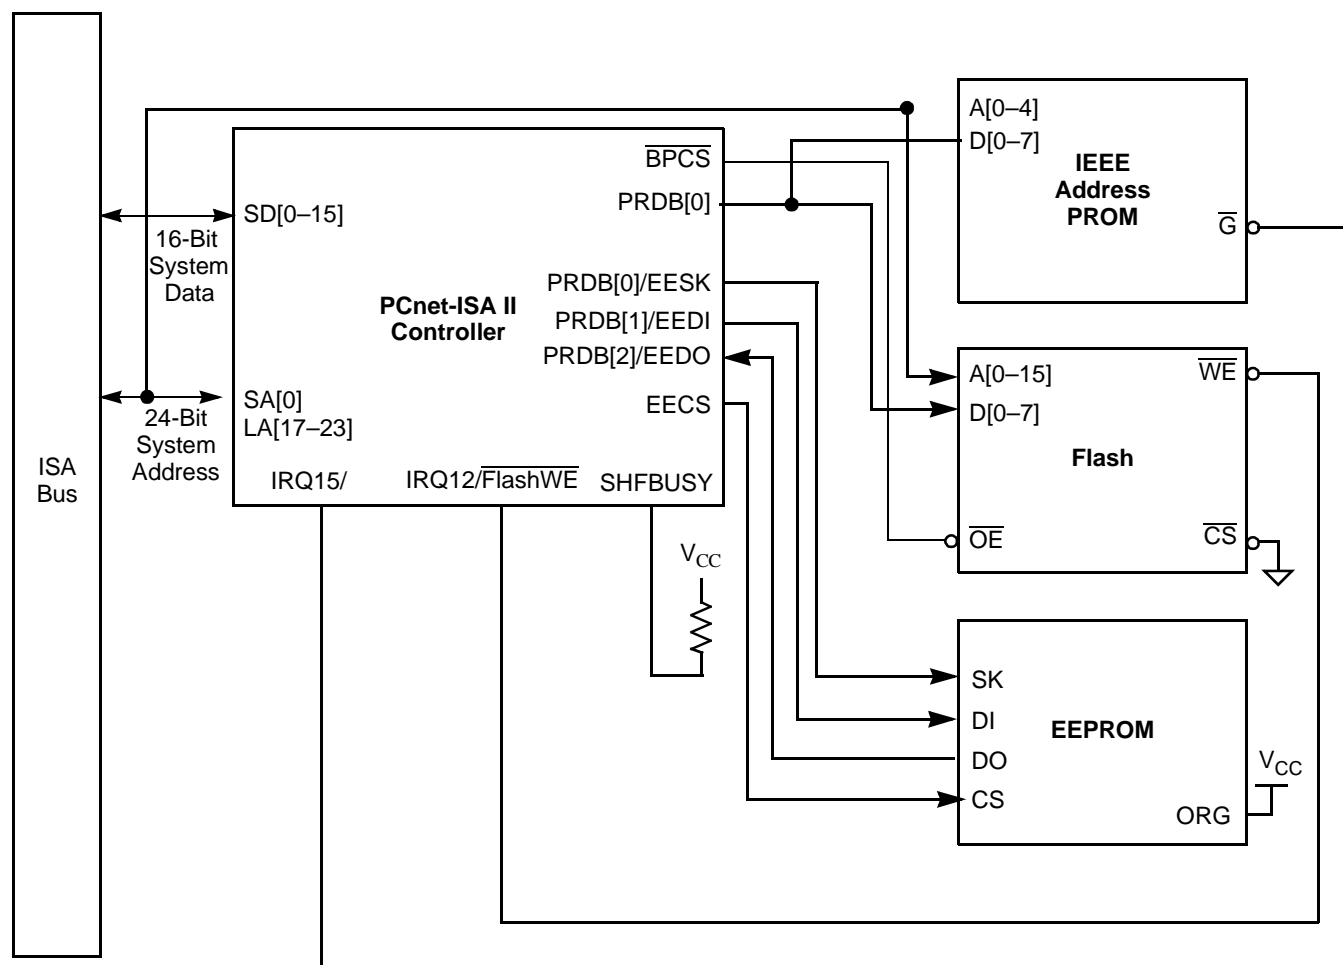 ISA
Bus
16-Bit
System
Data
24-Bit
System
Address
SD[0–15]
SA[0]
LA[17–23]
PCnet-ISA II
Controller
BPCS
PRDB[0]
PRDB[0]/EESK
PRDB[1]/EEDI
PRDB[2]/EEDO
EECS
IRQ15/
IRQ12/FlashWE
SHFBUSY
VCC
A[0–4]
D[0–7]
IEEE
Address
PROM
G
A[0–15]
D[0–7]
WE
Flash
OE
CS
SK
DI
DO
CS
EEPROM
ORG
VCC